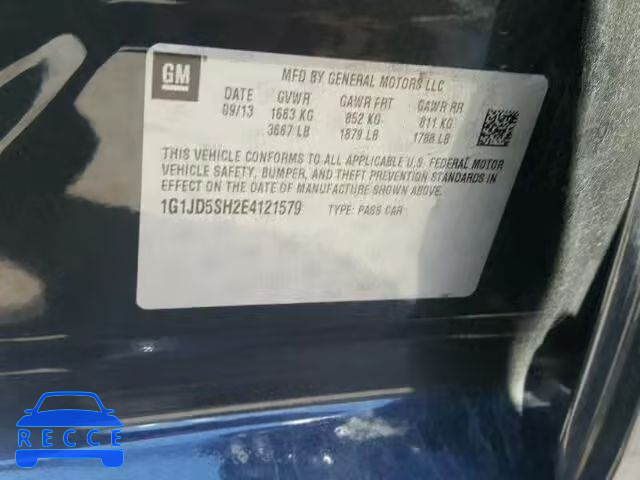 GM
MFD BY GENERAL MOTORS LLC
DATE GVWR GAWR FRT GAWR RR
09/13 1663 KG 852 KG 811 KG
3667 LB 1879 LB 1788 LB
THIS VEHICLE CONFORMS TO ALL APPLICABLE U.S. FEDERAL MOTOR
VEHICLE SAFETY, BUMPER, AND THEFT PREVENTION STANDARDS IN
EFFECT ON THE DATE OF MANUFACTURE SHOWN ABOVE.
1G1JD5SH2E4121579 TYPE: PASS CAR
RECCE